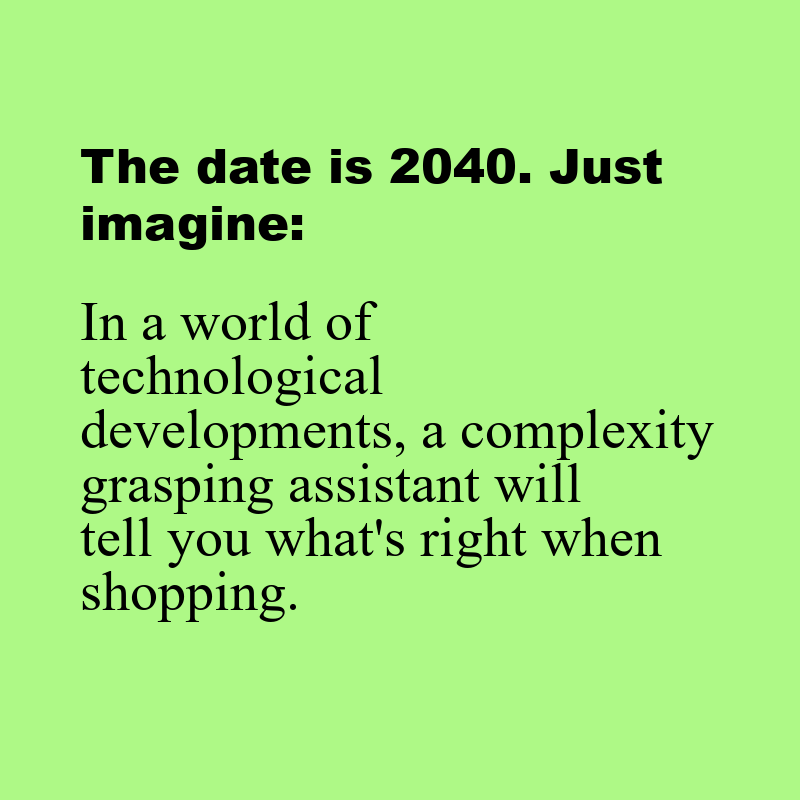 The date is 2040. Just
imagine:
In a world of
technological
developments, a complexity
grasping assistant will
tell you what's right when
shopping.